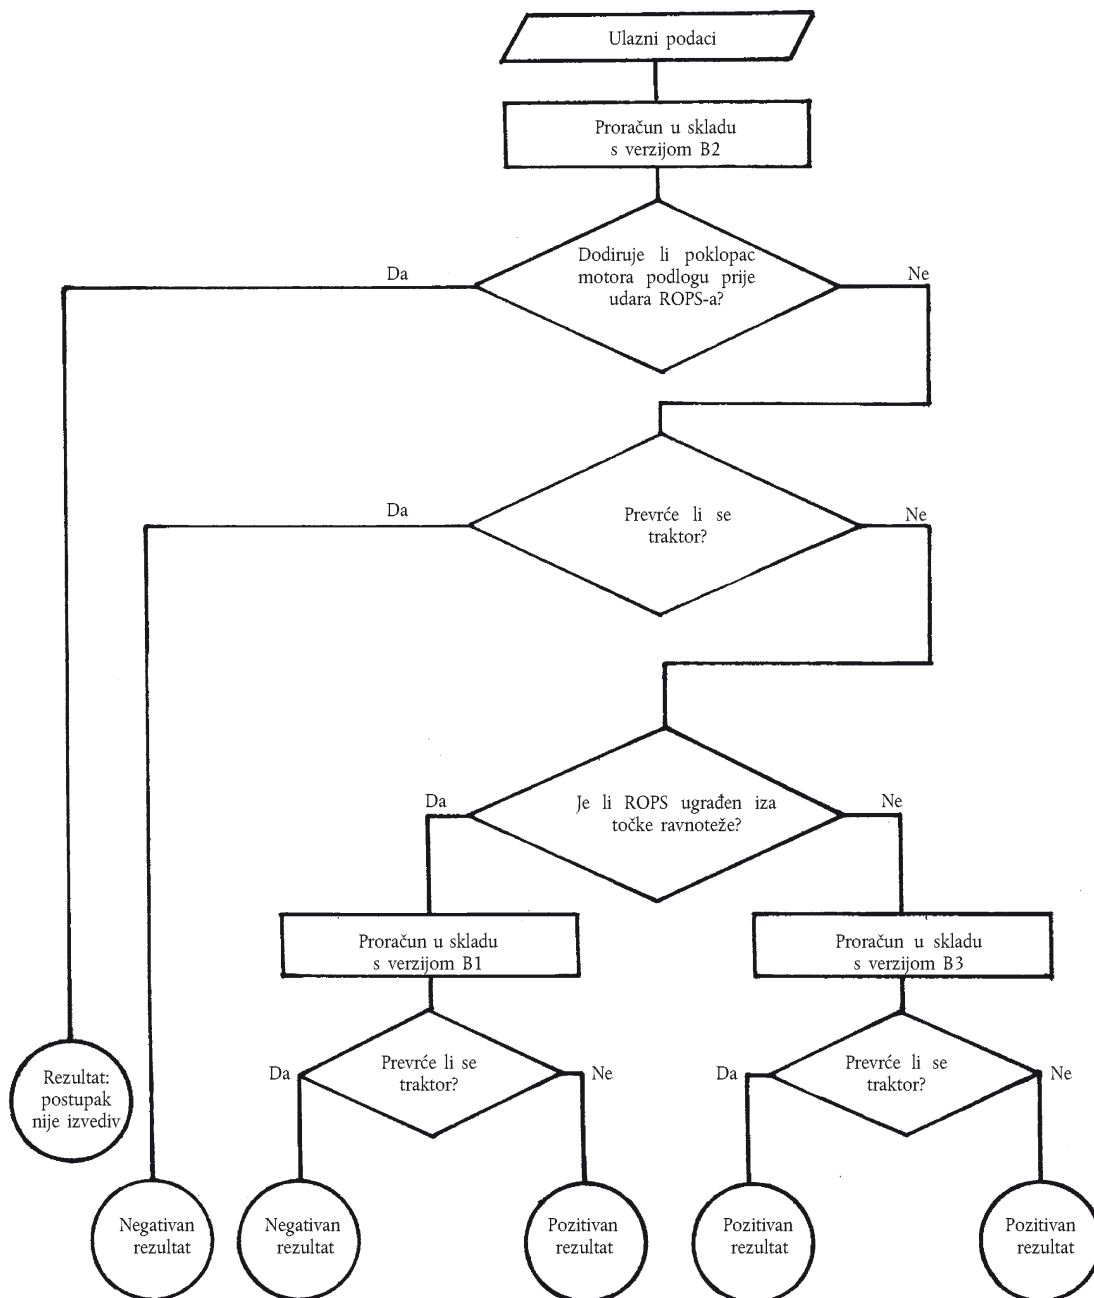 Ulazni podaci
Proračun u skladu
s verzijom B2
Dodiruje li poklopac
motora podlogu prije
udara ROPS-a?
Da
Ne
Prevrće li se
traktor?
Da
Ne
Je li ROPS ugrađen iza
točke ravnoteže?
Da
Ne
Proračun u skladu
s verzijom B1
Proračun u skladu
s verzijom B3
Prevrće li se
traktor?
Da
Ne
Prevrće li se
traktor?
Da
Ne
Rezultat:
postupak
nije izvediv
Negativan
rezultat
Negativan
rezultat
Pozitivan
rezultat
Pozitivan
rezultat
Pozitivan
rezultat